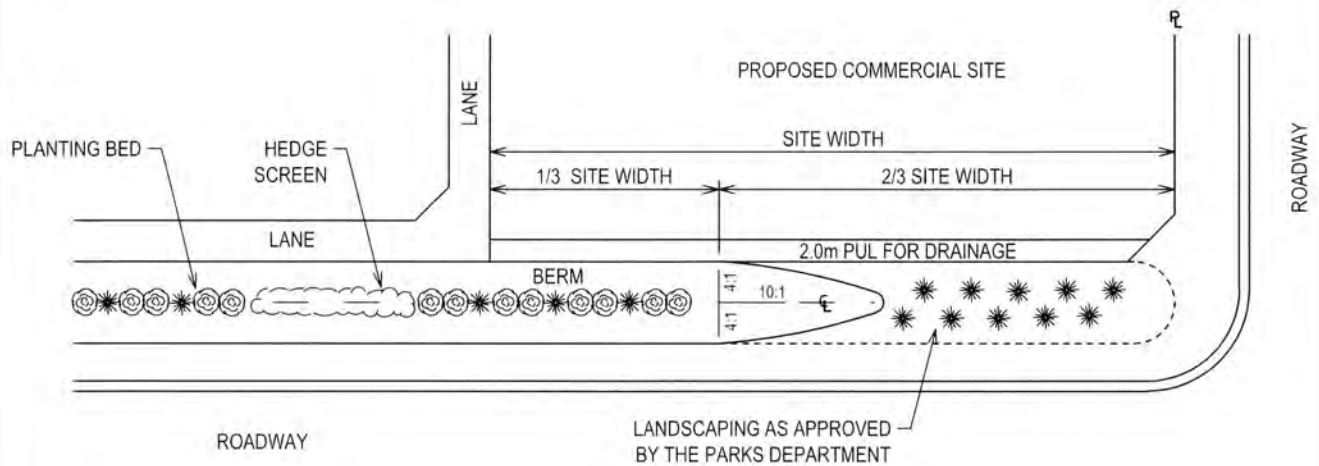 PROPOSED COMMERCIAL SITE
LANE
ROADWAY
PLANTING BED
HEDGE
SCREEN
SITE WIDTH
1/3 SITE WIDTH
2/3 SITE WIDTH
LANE
2.0m PUL FOR DRAINAGE
BERM
4:1
10:1
4:1
ROADWAY
LANDSCAPING AS APPROVED
BY THE PARKS DEPARTMENT